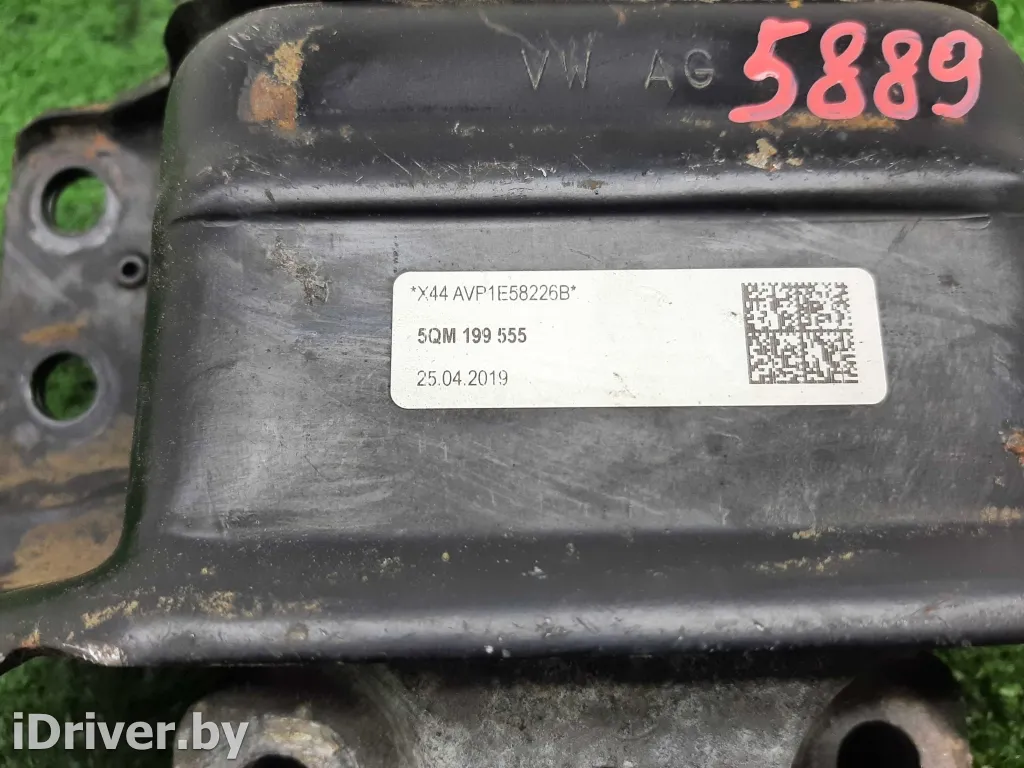 VW AG
5889
*X44 AVP1E58226B*
5QM 199 555
25.04.2019
iDriver.by